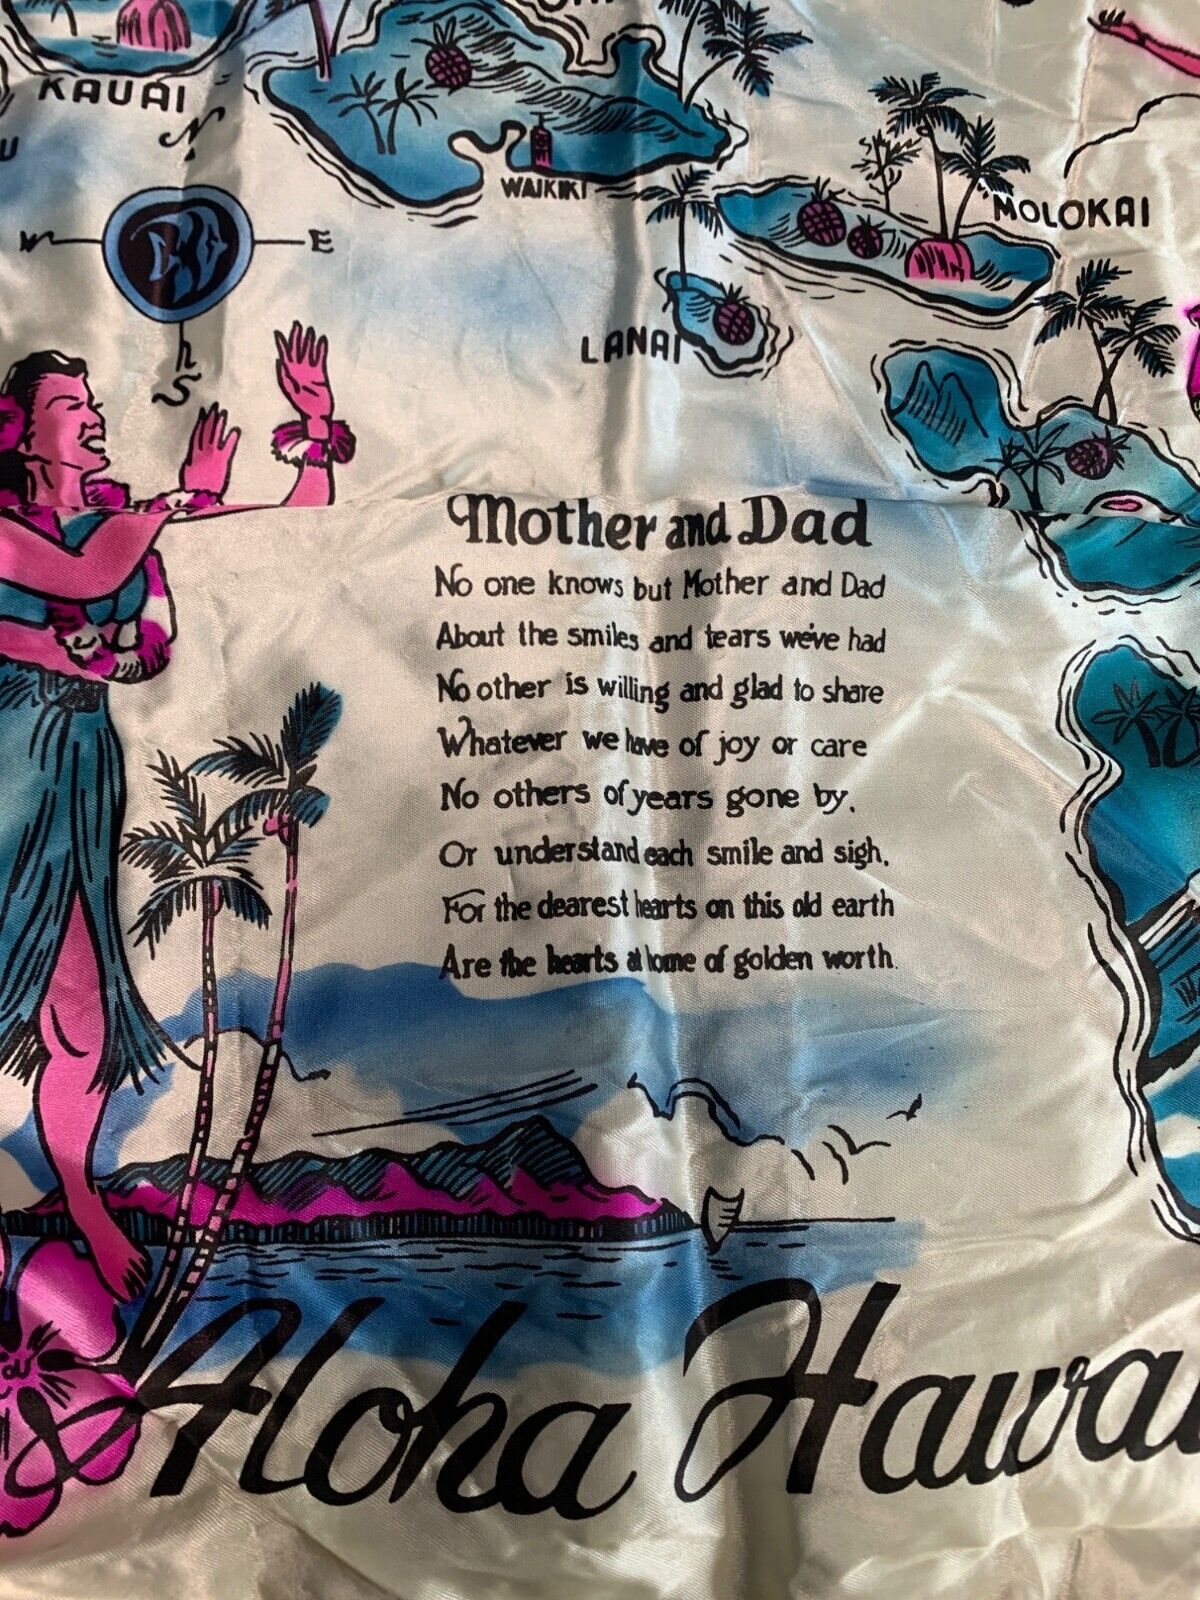 KAUAI
N
WAIKIKI
MOLOKAI
W E
LANAI
S
Mother and Dad
No one knows but Mother and Dad
About the smiles and tears we've had
No other is willing and glad to share
Whatever we have of joy or care
No others of years gone by.
Or understand each smile and sigh.
For the dearest hearts on this old earth
Are the hearts at home of golden worth.
Aloha Hawai